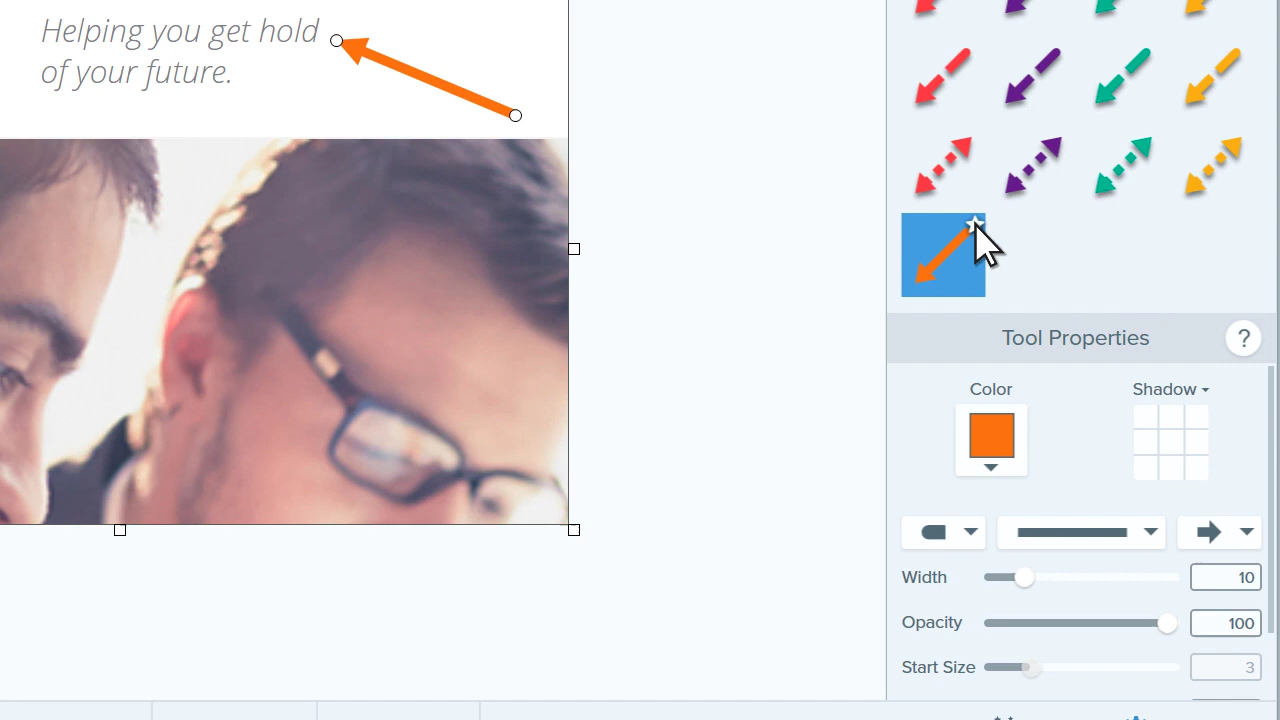 Helping you get hold
of your future.
Tool Properties
?
Color
Shadow
Width
10
Opacity
100
Start Size
3